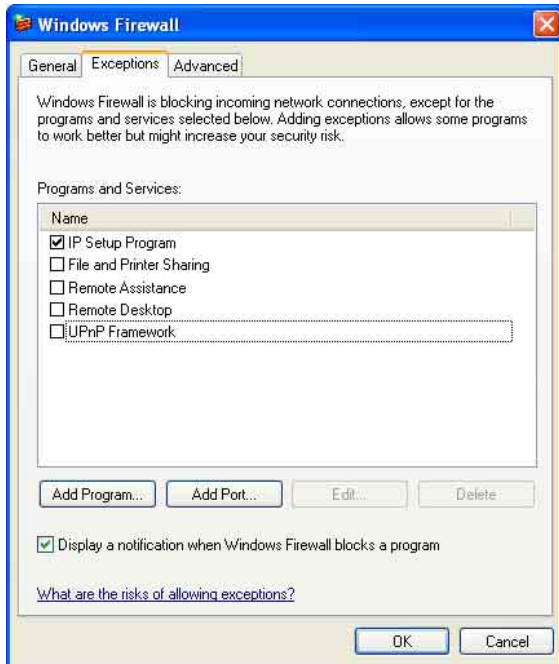 Windows Firewall
General Exceptions Advanced
Windows Firewall is blocking incoming network connections, except for the
programs and services selected below. Adding exceptions allows some programs
to work better but might increase your security risk.
Programs and Services:
Name
IP Setup Program
File and Printer Sharing
Remote Assistance
Remote Desktop
UPnP Framework
Add Program... Add Port... Edit... Delete
Display a notification when Windows Firewall blocks a program
What are the risks of allowing exceptions?
OK Cancel